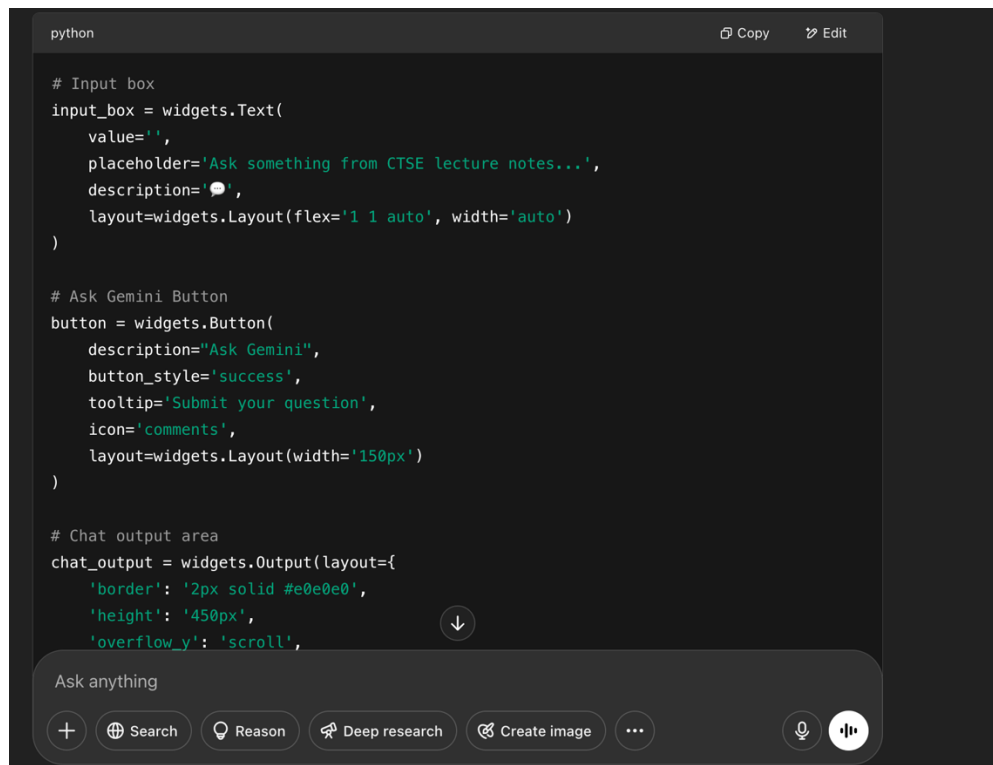 python
Copy
Edit
# Input box
input_box = widgets.Text(
    value='',
    placeholder='Ask something from CTSE lecture notes...',
    description='💬',
    layout=widgets.Layout(flex='1 1 auto', width='auto')
)
# Ask Gemini Button
button = widgets.Button(
    description="Ask Gemini",
    button_style='success',
    tooltip='Submit your question',
    icon='comments',
    layout=widgets.Layout(width='150px')
)
# Chat output area
chat_output = widgets.Output(layout={
    'border': '2px solid #e0e0e0',
    'height': '450px',
    'overflow_y': 'scroll',
Ask anything
Search
Reason
Deep research
Create image